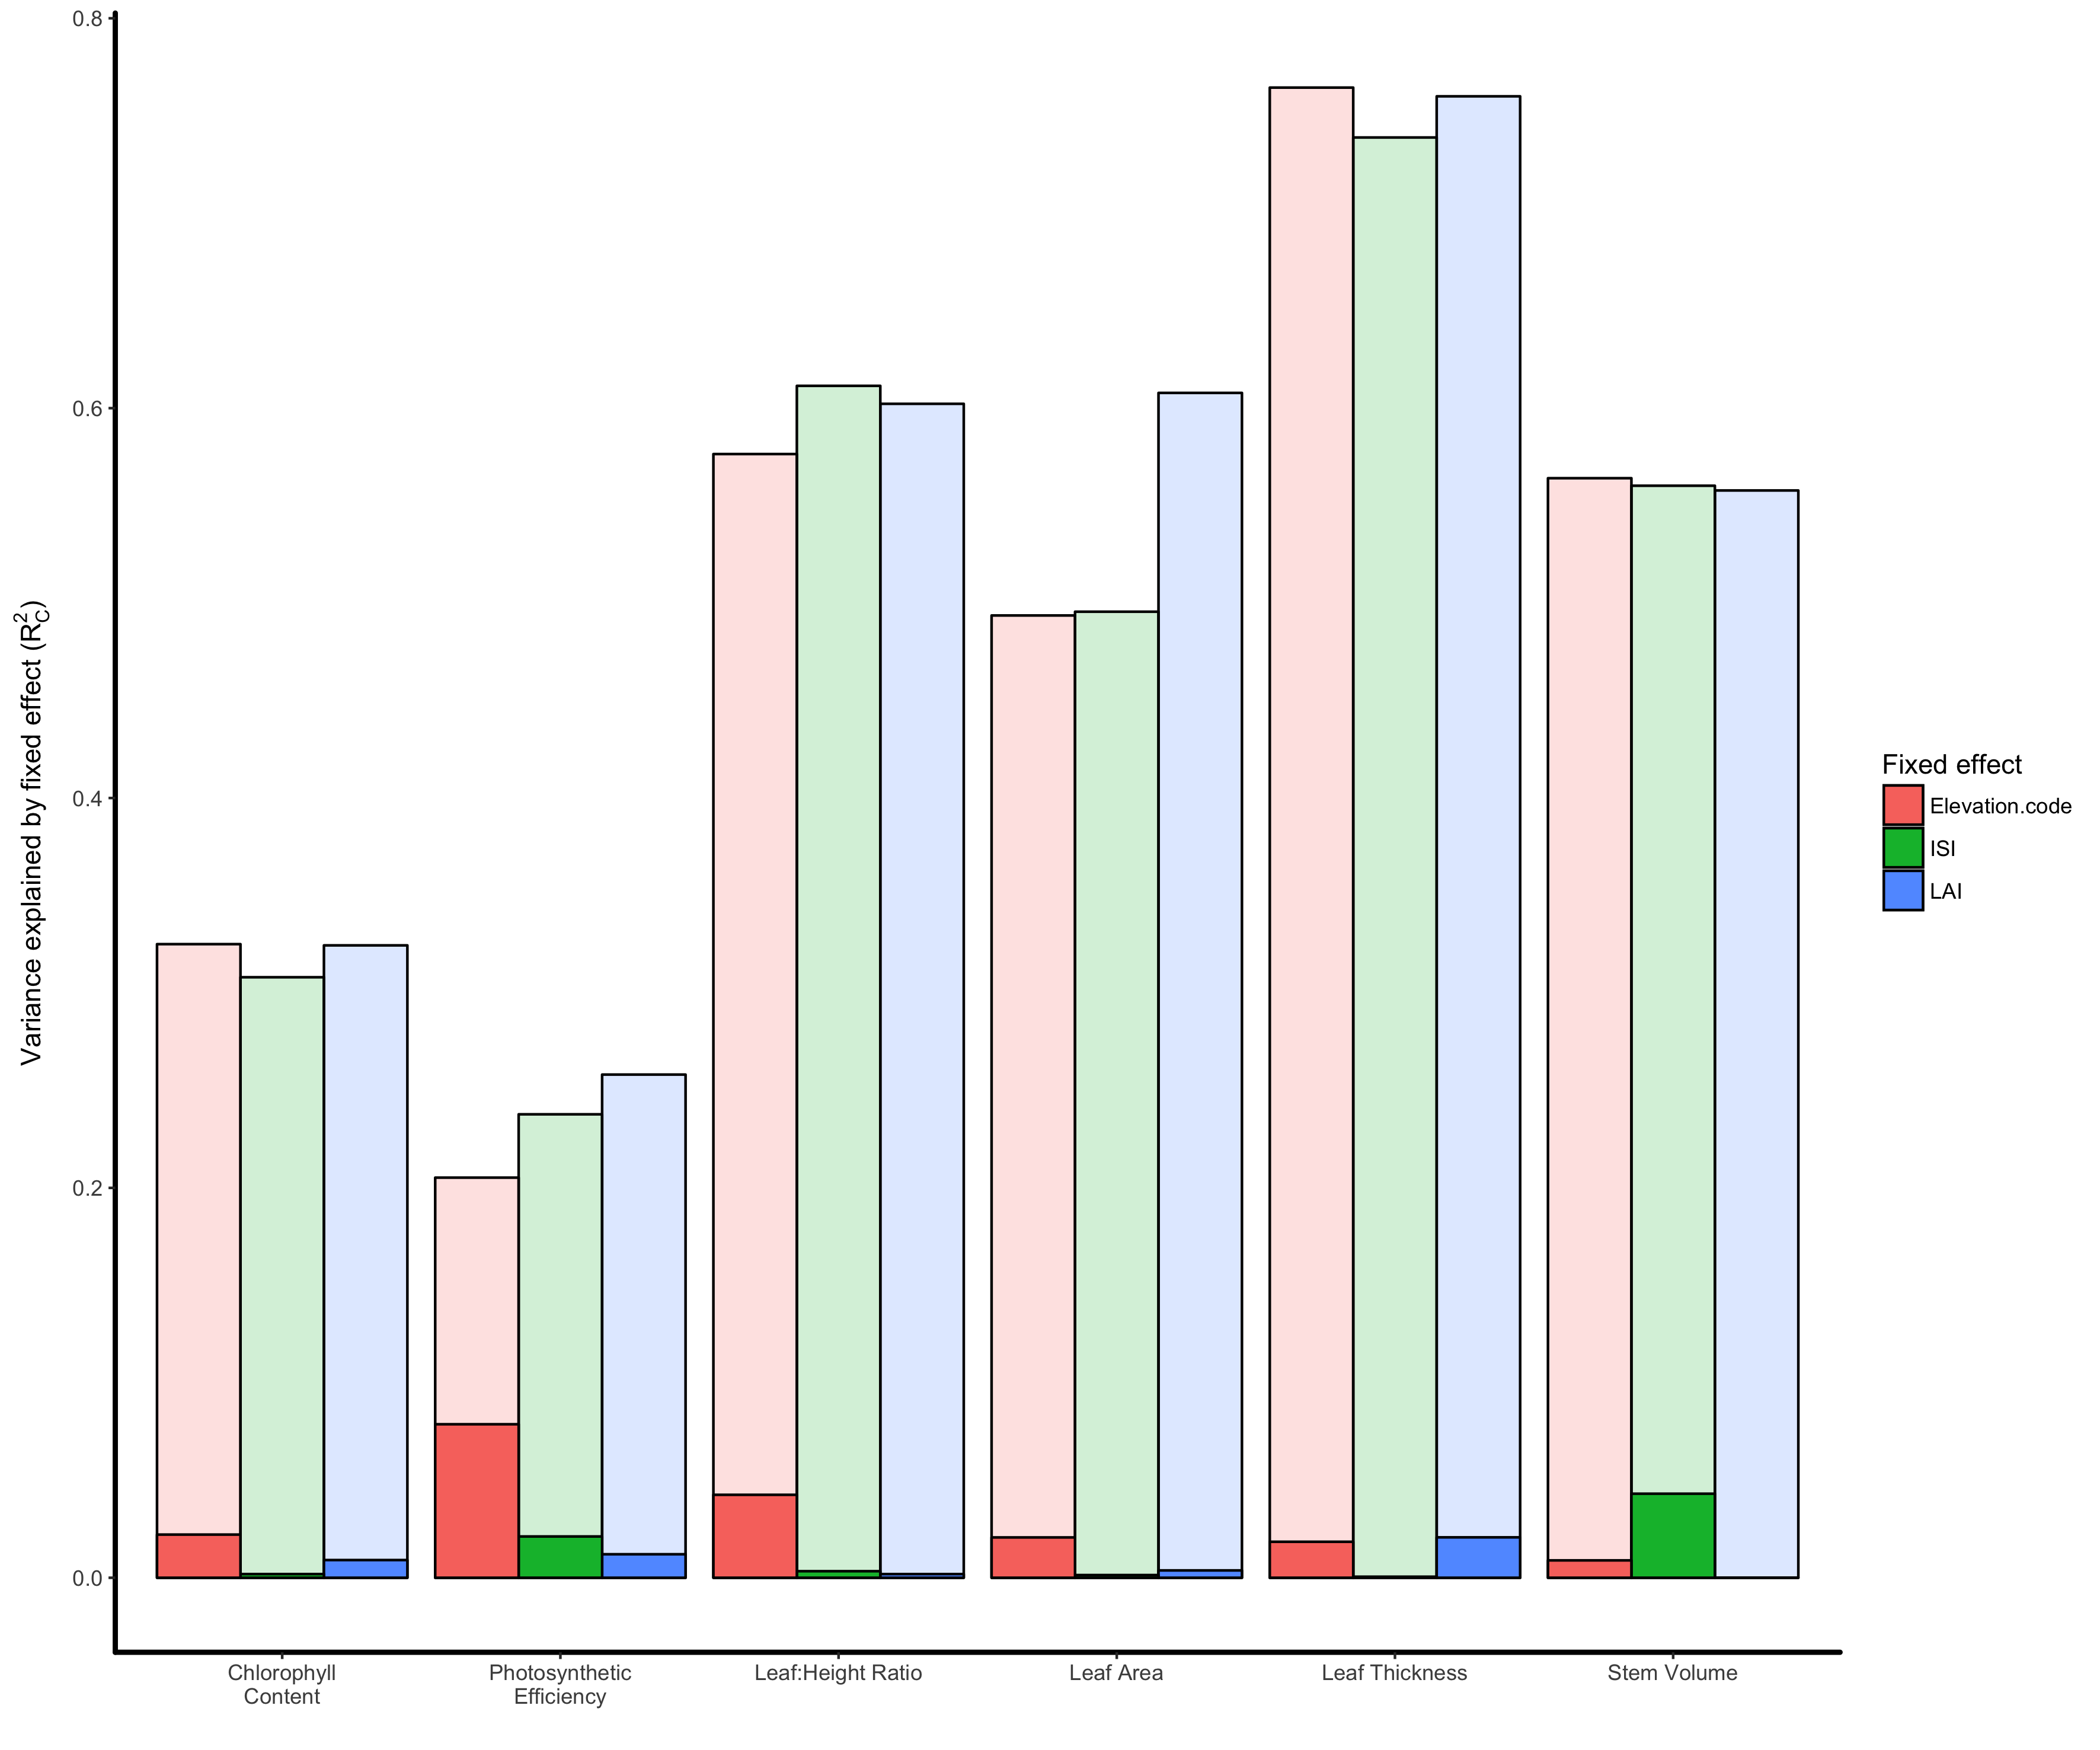 Variance explained by fixed effect (R²C)
0.8
0.6
0.4
0.2
0.0
Chlorophyll
Content
Photosynthetic
Efficiency
Leaf:Height Ratio
Leaf Area
Leaf Thickness
Stem Volume
Fixed effect
Elevation.code
ISI
LAI